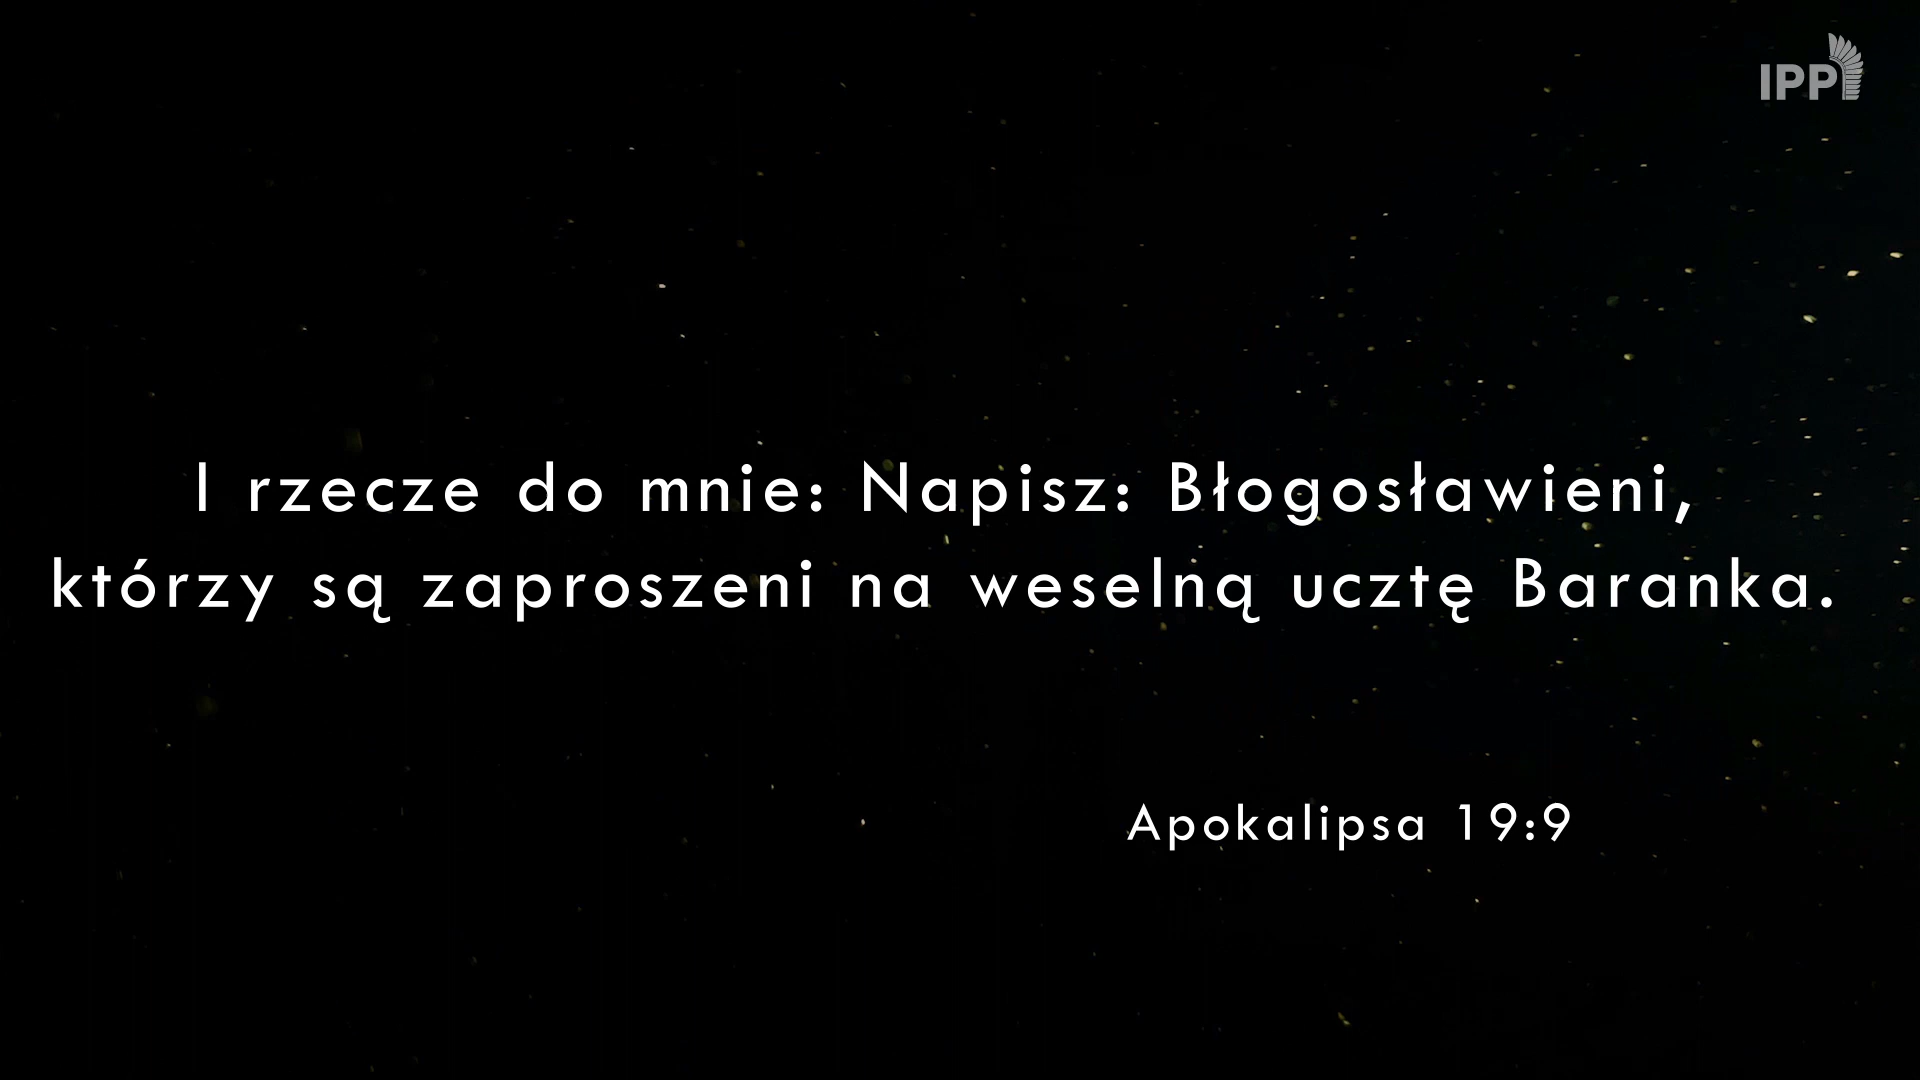 IPP
I rzecze do mnie: Napisz: Błogosławieni,
którzy są zaproszeni na weselną ucztę Baranka.
Apokalipsa 19:9